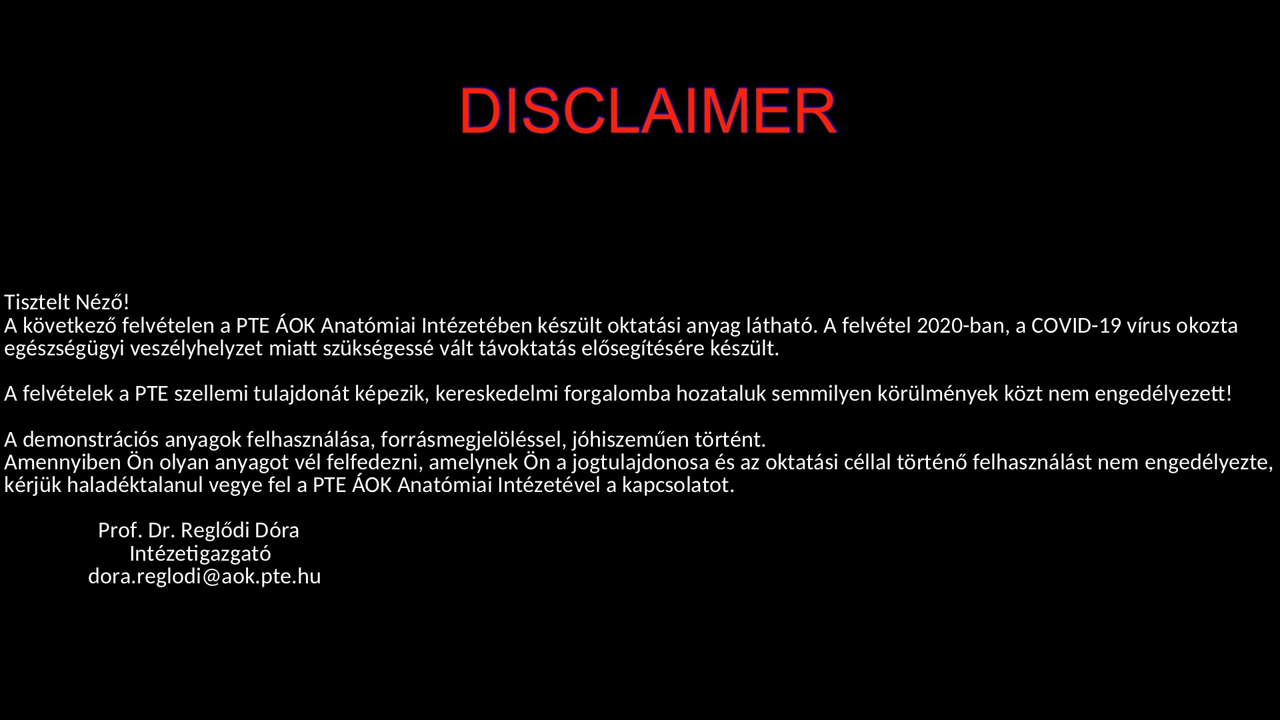 DISCLAIMER
Tisztelt Néző!
A következő felvételen a PTE ÁOK Anatómiai Intézetében készült oktatási anyag látható. A felvétel 2020-ban, a COVID-19 vírus okozta
egészségügyi veszélyhelyzet miatt szükségessé vált távoktatás elősegítésére készült.
A felvételek a PTE szellemi tulajdonát képezik, kereskedelmi forgalomba hozataluk semmilyen körülmények közt nem engedélyezett!
A demonstrációs anyagok felhasználása, forrásmegjelöléssel, jóhiszeműen történt.
Amennyiben Ön olyan anyagot vél felfedezni, amelynek Ön a jogtulajdonosa és az oktatási céllal történő felhasználást nem engedélyezte,
kérjük haladéktalanul vegye fel a PTE ÁOK Anatómiai Intézetével a kapcsolatot.
Prof. Dr. Reglődi Dóra
Intézetigazgató
dora.reglodi@aok.pte.hu